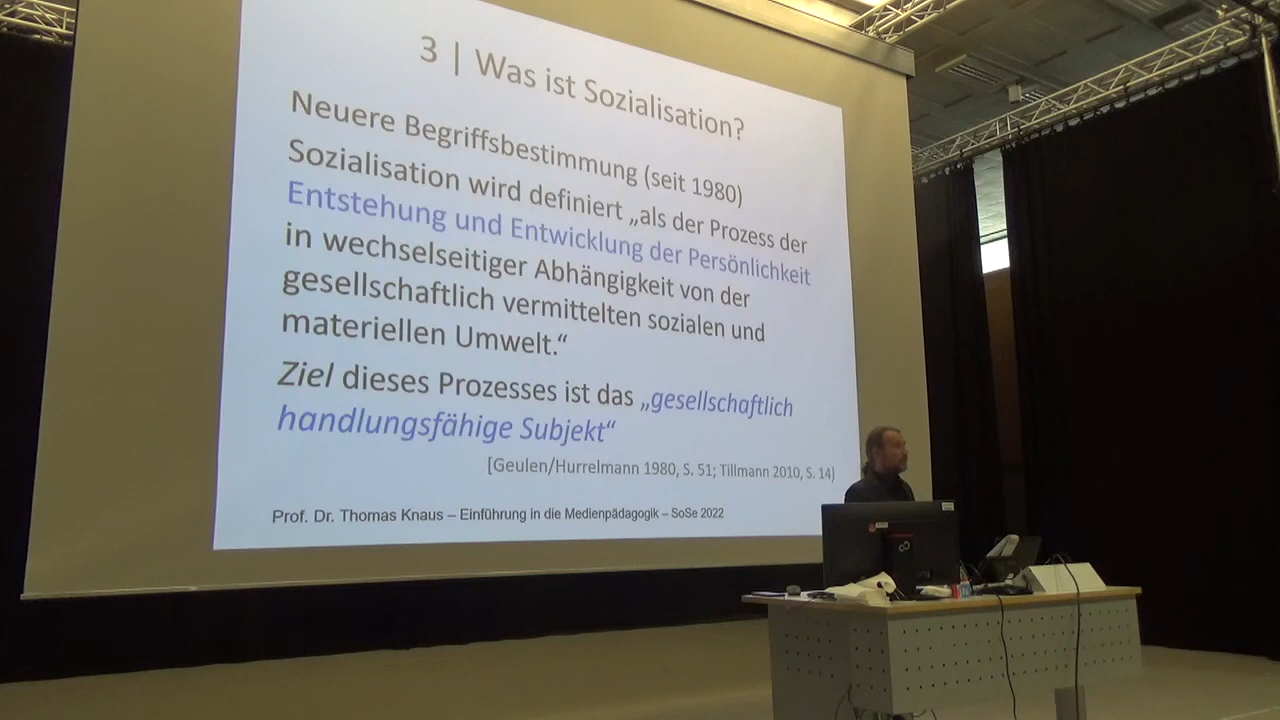 3 | Was ist Sozialisation?
Neuere Begriffsbestimmung (seit 1980)
Sozialisation wird definiert „als der Prozess der
Entstehung und Entwicklung der Persönlichkeit
in wechselseitiger Abhängigkeit von der
gesellschaftlich vermittelten sozialen und
materiellen Umwelt.“
Ziel dieses Prozesses ist das „gesellschaftlich
handlungsfähige Subjekt“
[Geulen/Hurrelmann 1980, S. 51; Tillmann 2010, S. 14)
Prof. Dr. Thomas Knaus – Einführung in die Medienpädagogik – SoSe 2022